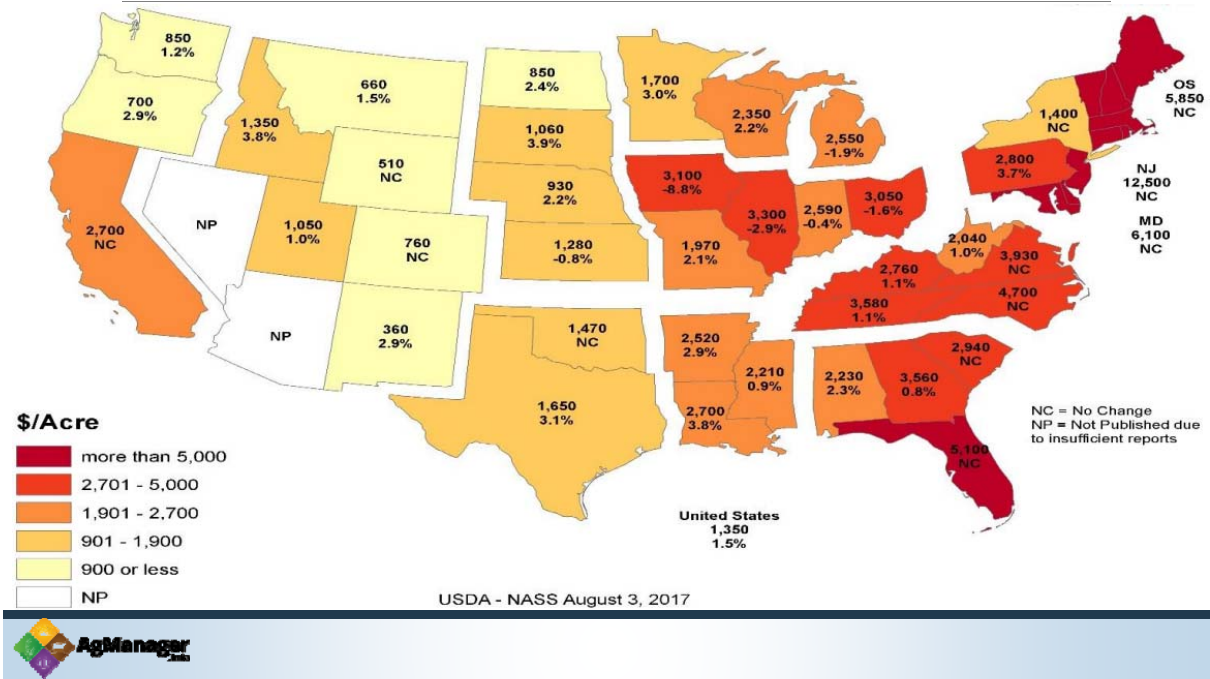 850
1.2%
700
2.9%
2,700
NC
NP
1,350
3.8%
660
1.5%
510
NC
1,050
1.0%
760
NC
NP
360
2.9%
850
2.4%
1,060
3.9%
930
2.2%
1,280
-0.8%
1,470
NC
1,650
3.1%
1,700
3.0%
3,100
-8.8%
1,970
2.1%
2,520
2.9%
2,700
3.8%
2,350
2.2%
2,550
-1.9%
3,300
-2.9%
2,590
-0.4%
3,050
-1.6%
2,760
1.1%
3,580
1.1%
2,210
0.9%
2,230
2.3%
3,560
0.8%
2,940
NC
5,100
NC
2,040
1.0%
3,930
NC
4,700
NC
2,800
3.7%
1,400
NC
OS
5,850
NC
NJ
12,500
NC
MD
6,100
NC
NC = No Change
NP = Not Published due
to insufficient reports
United States
1,350
1.5%
$/Acre
more than 5,000
2,701 - 5,000
1,901 - 2,700
901 - 1,900
900 or less
NP
USDA - NASS August 3, 2017
AgManager